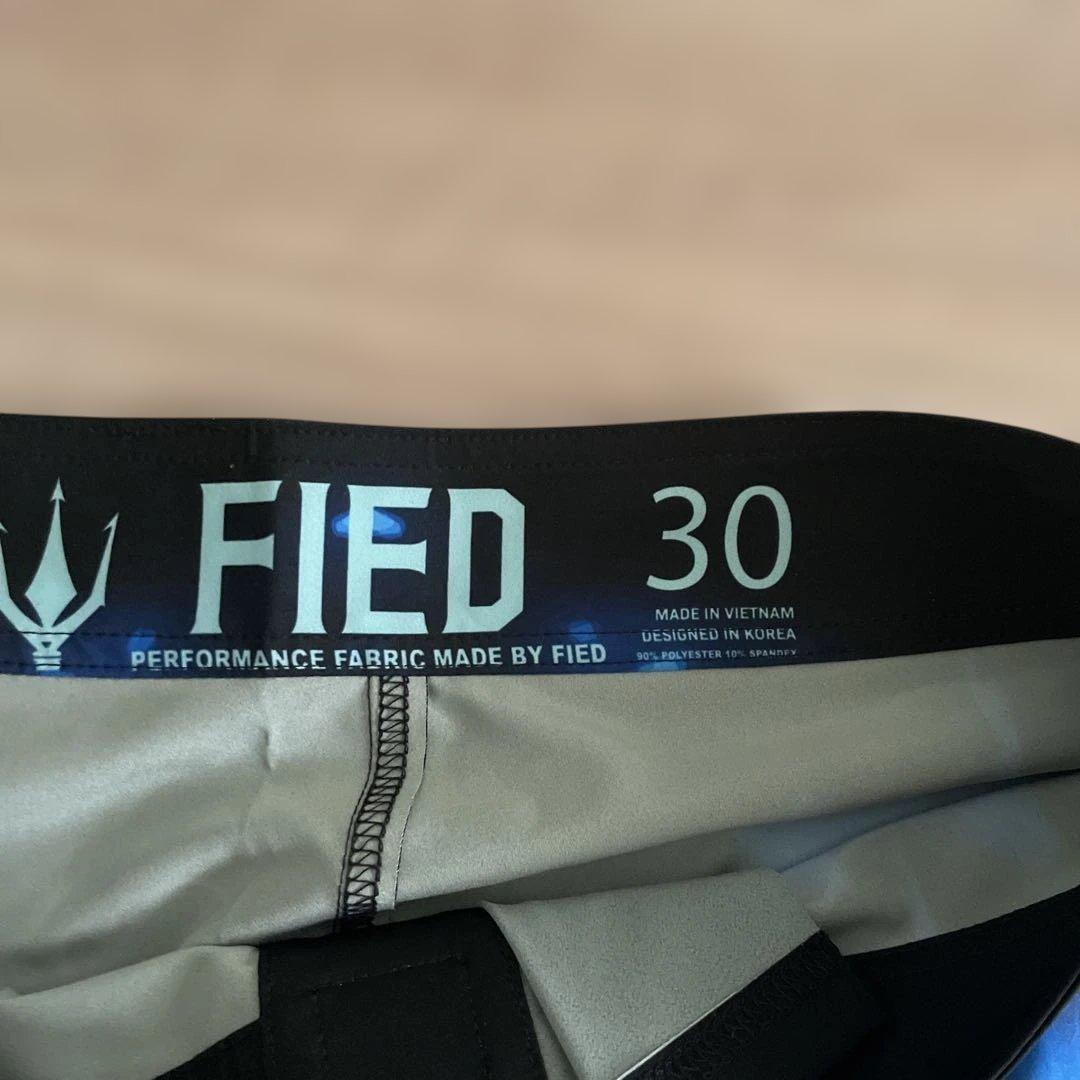 FIED
30
MADE IN VIETNAM
DESIGNED IN KOREA
90% POLYESTER 10% SPANDEX
PERFORMANCE FABRIC MADE BY FIED